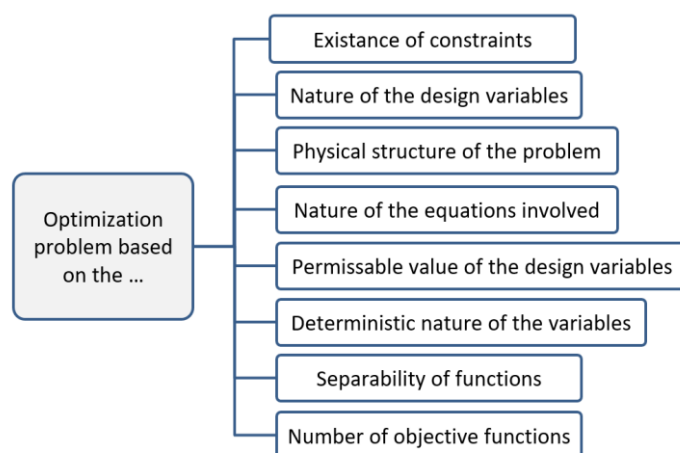 Existance of constraints
Nature of the design variables
Physical structure of the problem
Nature of the equations involved
Optimization
problem based
on the ...
Permissable value of the design variables
Deterministic nature of the variables
Separability of functions
Number of objective functions